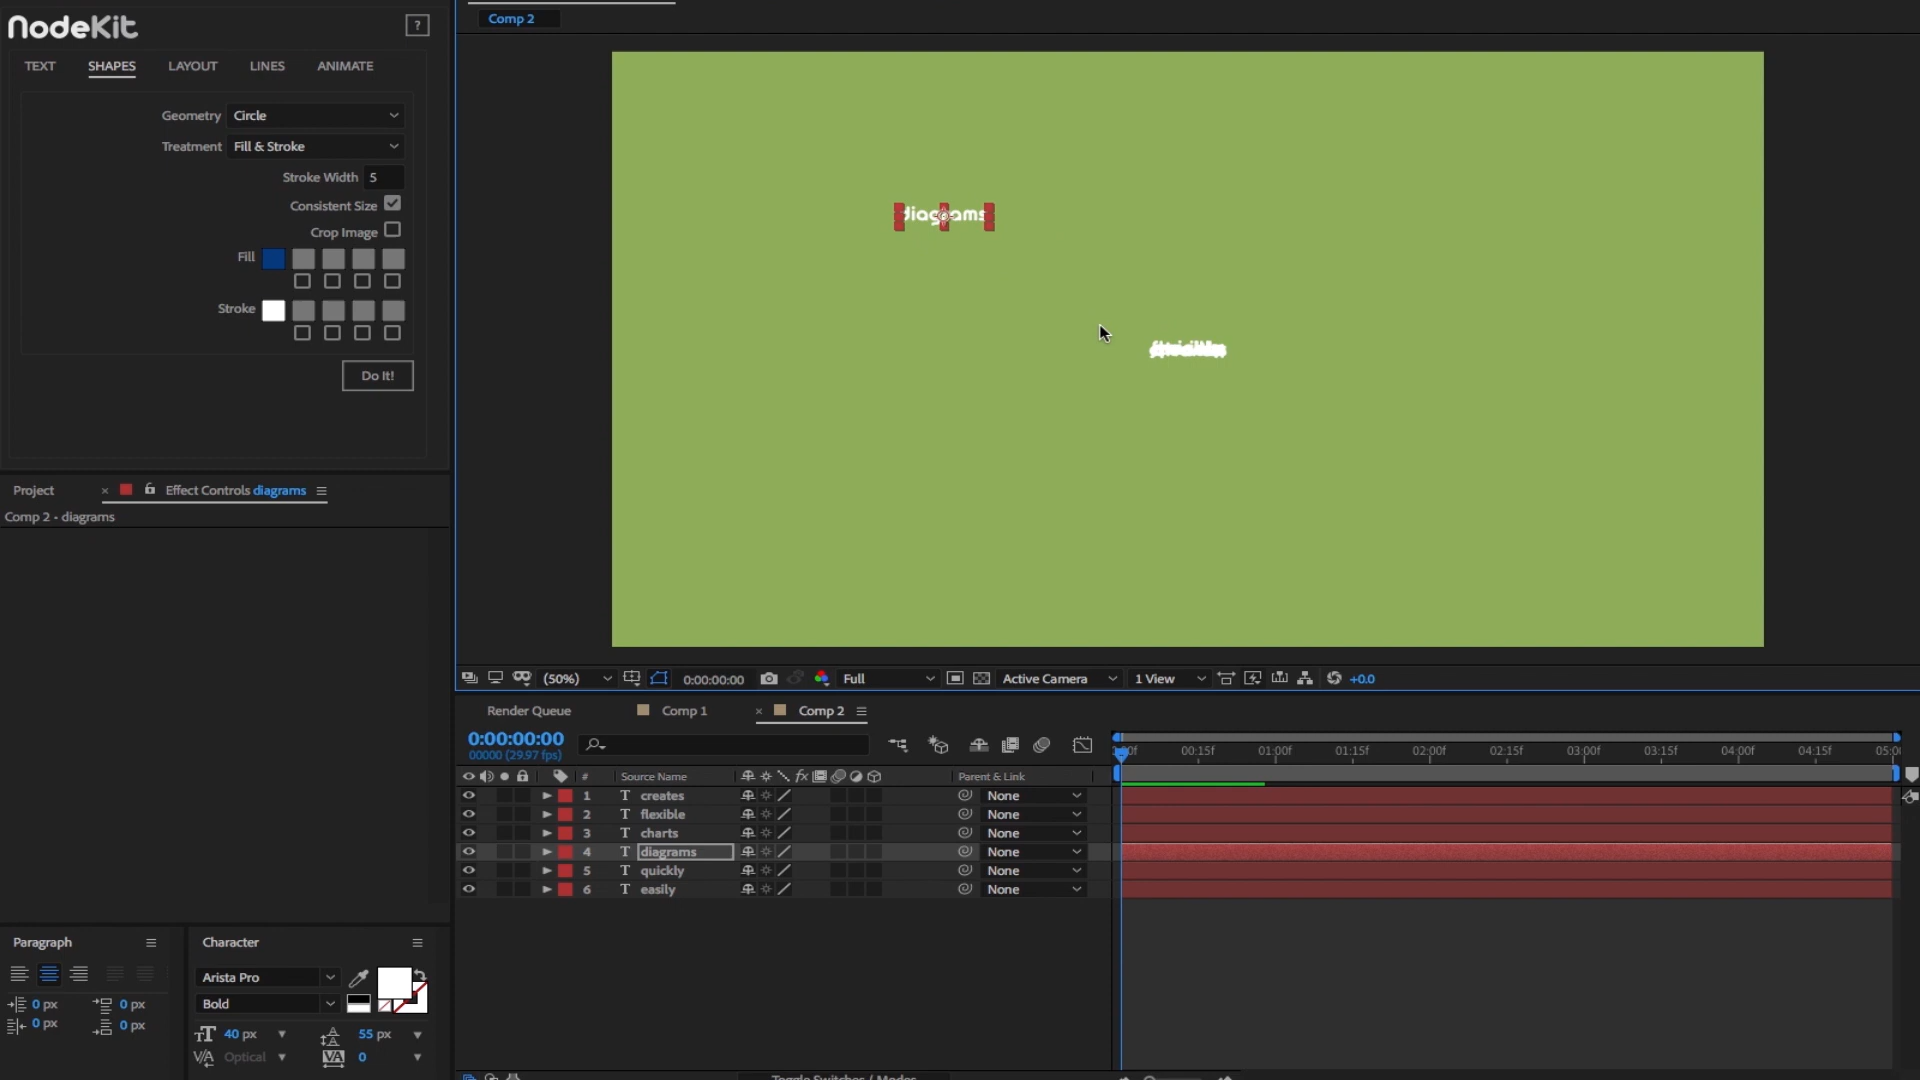 NodeKit
?
TEXT SHAPES LAYOUT LINES ANIMATE
Geometry Circle
Treatment Fill & Stroke
Stroke Width 5
Consistent Size
Crop Image
Fill
Stroke
Do It!
Comp 2
diagrams
Project × Effect Controls diagrams
Comp 2 - diagrams
(50%) 0:00:00:00 Full Active Camera 1 View +0.0
Render Queue Comp 1 × Comp 2
0:00:00:00
00000 (29.97 fps)
00:15f 01:00f 01:15f 02:00f 02:15f 03:00f 03:15f 04:00f 04:15f
# Source Name fx Parent & Link
1 T creates None
2 T flexible None
3 T charts None
4 T diagrams None
5 T quickly None
6 T easily None
Paragraph
0 px 0 px
0 px 0 px
Character
Arista Pro
Bold
40 px 55 px
Optical 0
Toggle Switches / Modes